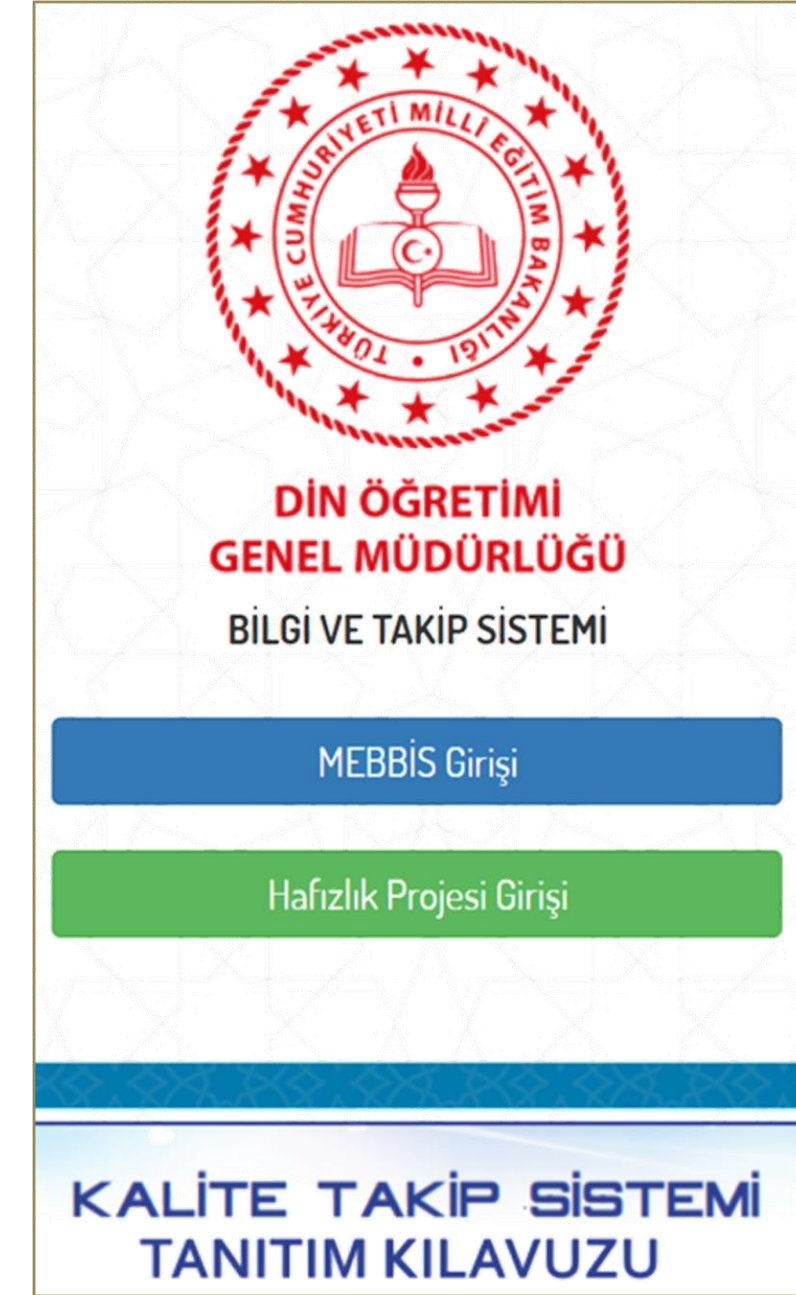 TÜRKİYE CUMHURİYETİ MİLLÎ EĞİTİM BAKANLIĞI
DİN ÖĞRETİMİ
GENEL MÜDÜRLÜĞÜ
BİLGİ VE TAKİP SİSTEMİ
MEBBİS Girişi
Hafızlık Projesi Girişi
KALİTE TAKİP SİSTEMİ
TANITIM KILAVUZU